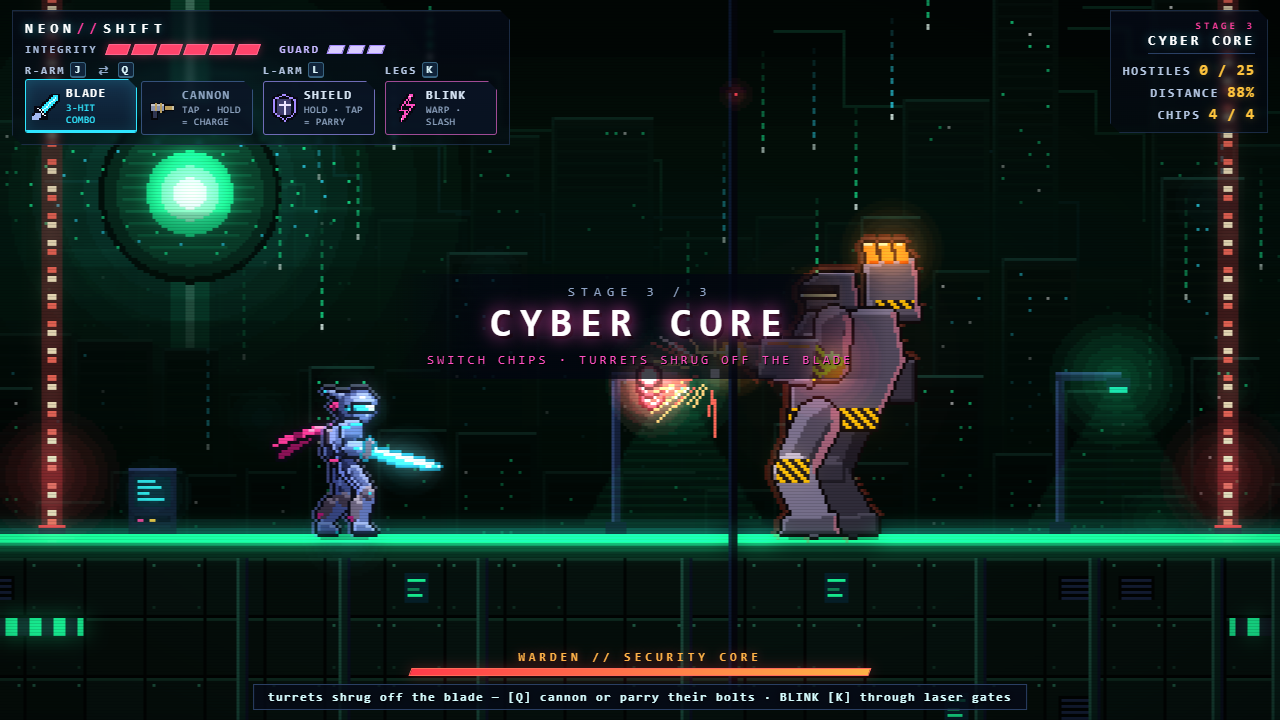 NEON//SHIFT
INTEGRITY GUARD
R-ARM J ⇄ Q L-ARM L LEGS K
BLADE
3-HIT
COMBO
CANNON
TAP · HOLD
= CHARGE
SHIELD
HOLD · TAP
= PARRY
BLINK
WARP ·
SLASH
STAGE 3
CYBER CORE
HOSTILES 0 / 25
DISTANCE 88%
CHIPS 4 / 4
STAGE 3 / 3
CYBER CORE
SWITCH CHIPS · TURRETS SHRUG OFF THE BLADE
WARDEN // SECURITY CORE
turrets shrug off the blade — [Q] cannon or parry their bolts · BLINK [K] through laser gates